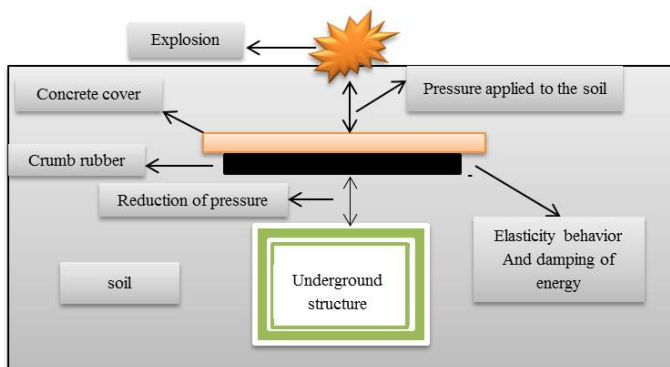 Explosion
Concrete cover
Pressure applied to the soil
Crumb rubber
Reduction of pressure
Elasticity behavior
And damping of
energy
soil
Underground
structure